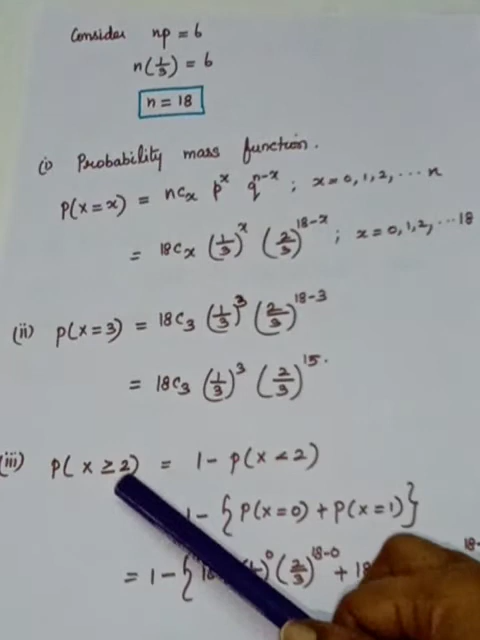 Consider np = 6
n(1/3) = 6
n = 18
(i) Probability mass function.
P(X=x) = nCx p^x q^(n-x) ; x=0,1,2,...n
= 18Cx (1/3)^x (2/3)^(18-x) ; x=0,1,2,...18
(ii) P(X=3) = 18C3 (1/3)^3 (2/3)^(18-3)
= 18C3 (1/3)^3 (2/3)^15.
(iii) P(X≥2) = 1- P(X<2)
1- {P(X=0) + P(X=1)}
= 1- { )^0 (2/3)^(18-0) + 18